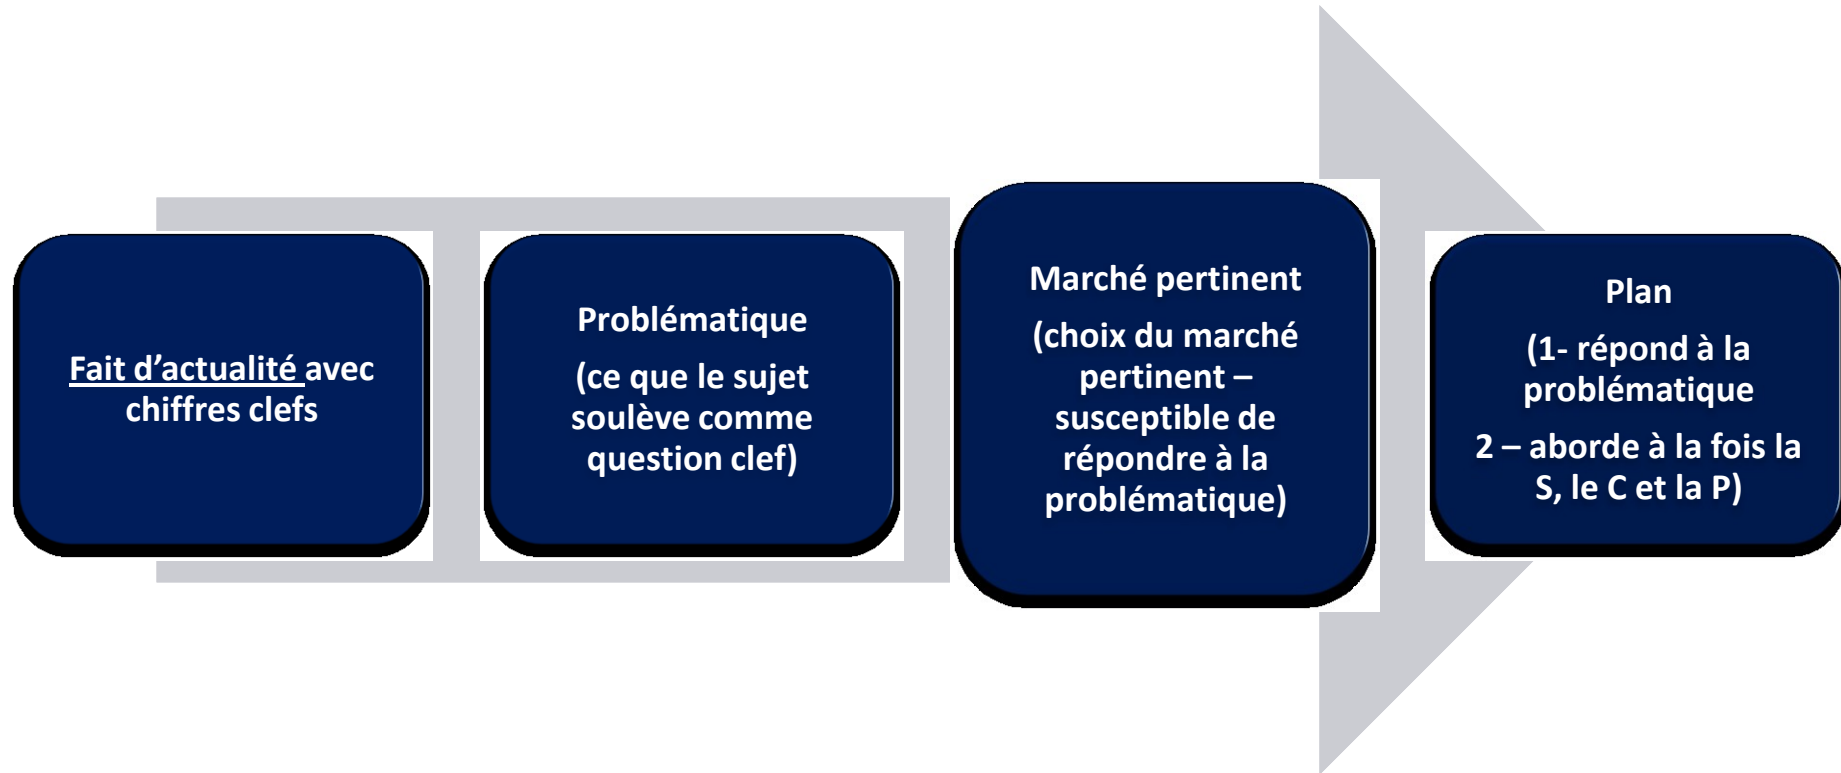 Fait d’actualité avec
chiffres clefs
Problématique
(ce que le sujet
soulève comme
question clef)
Marché pertinent
(choix du marché
pertinent –
susceptible de
répondre à la
problématique)
Plan
(1- répond à la
problématique
2 – aborde à la fois la
S, le C et la P)